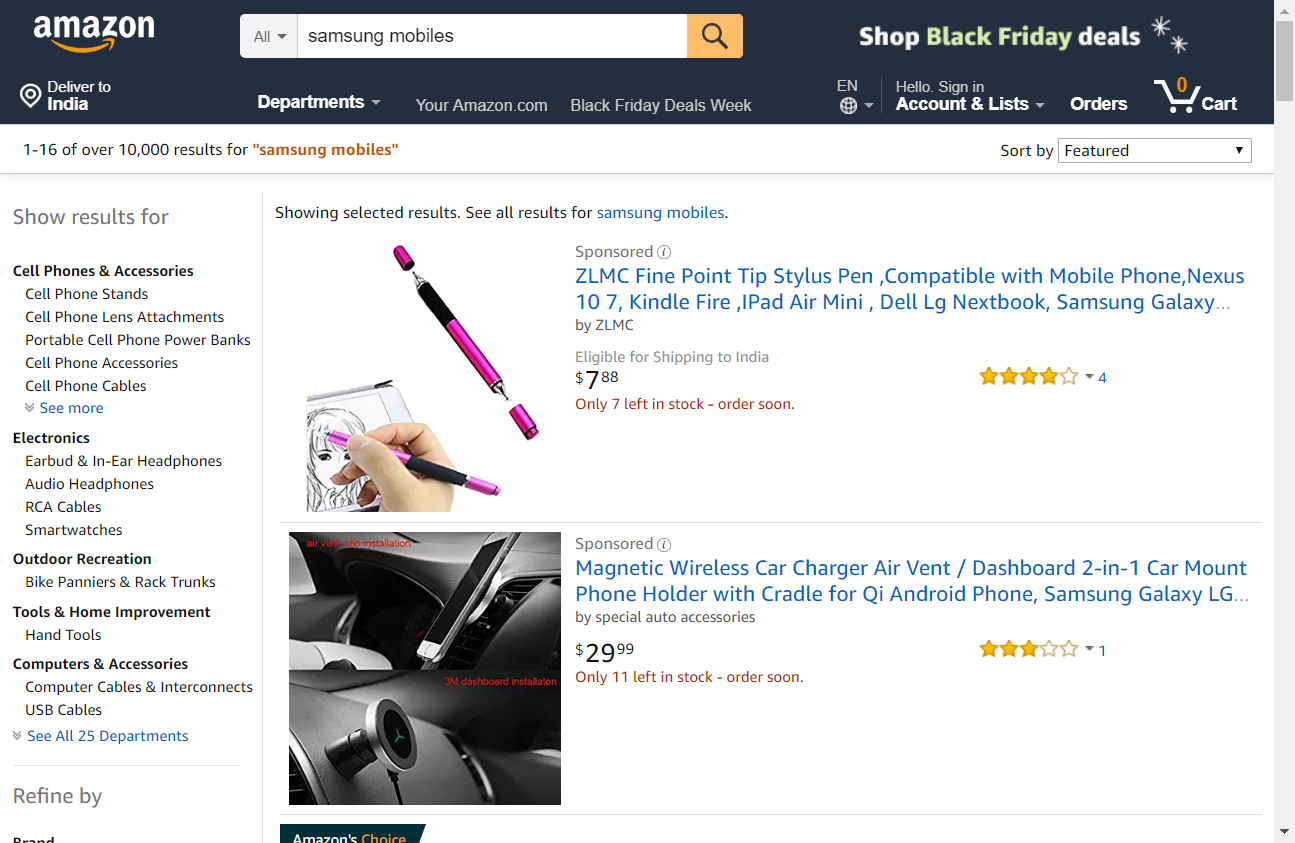 amazon
All
samsung mobiles
Shop Black Friday deals
Deliver to
India
Departments
Your Amazon.com
Black Friday Deals Week
EN
Hello. Sign in
Account & Lists
Orders
0
Cart
1-16 of over 10,000 results for "samsung mobiles"
Sort by
Featured
Show results for
Cell Phones & Accessories
Cell Phone Stands
Cell Phone Lens Attachments
Portable Cell Phone Power Banks
Cell Phone Accessories
Cell Phone Cables
See more
Electronics
Earbud & In-Ear Headphones
Audio Headphones
RCA Cables
Smartwatches
Outdoor Recreation
Bike Panniers & Rack Trunks
Tools & Home Improvement
Hand Tools
Computers & Accessories
Computer Cables & Interconnects
USB Cables
See All 25 Departments
Refine by
Brand
Showing selected results. See all results for samsung mobiles.
Sponsored
ZLMC Fine Point Tip Stylus Pen ,Compatible with Mobile Phone,Nexus
10 7, Kindle Fire ,IPad Air Mini , Dell Lg Nextbook, Samsung Galaxy...
by ZLMC
Eligible for Shipping to India
$7 88
4
Only 7 left in stock - order soon.
air vent clip installation
3M dashboard installaton
Sponsored
Magnetic Wireless Car Charger Air Vent / Dashboard 2-in-1 Car Mount
Phone Holder with Cradle for Qi Android Phone, Samsung Galaxy LG...
by special auto accessories
$29 99
1
Only 11 left in stock - order soon.
Amazon's Choice